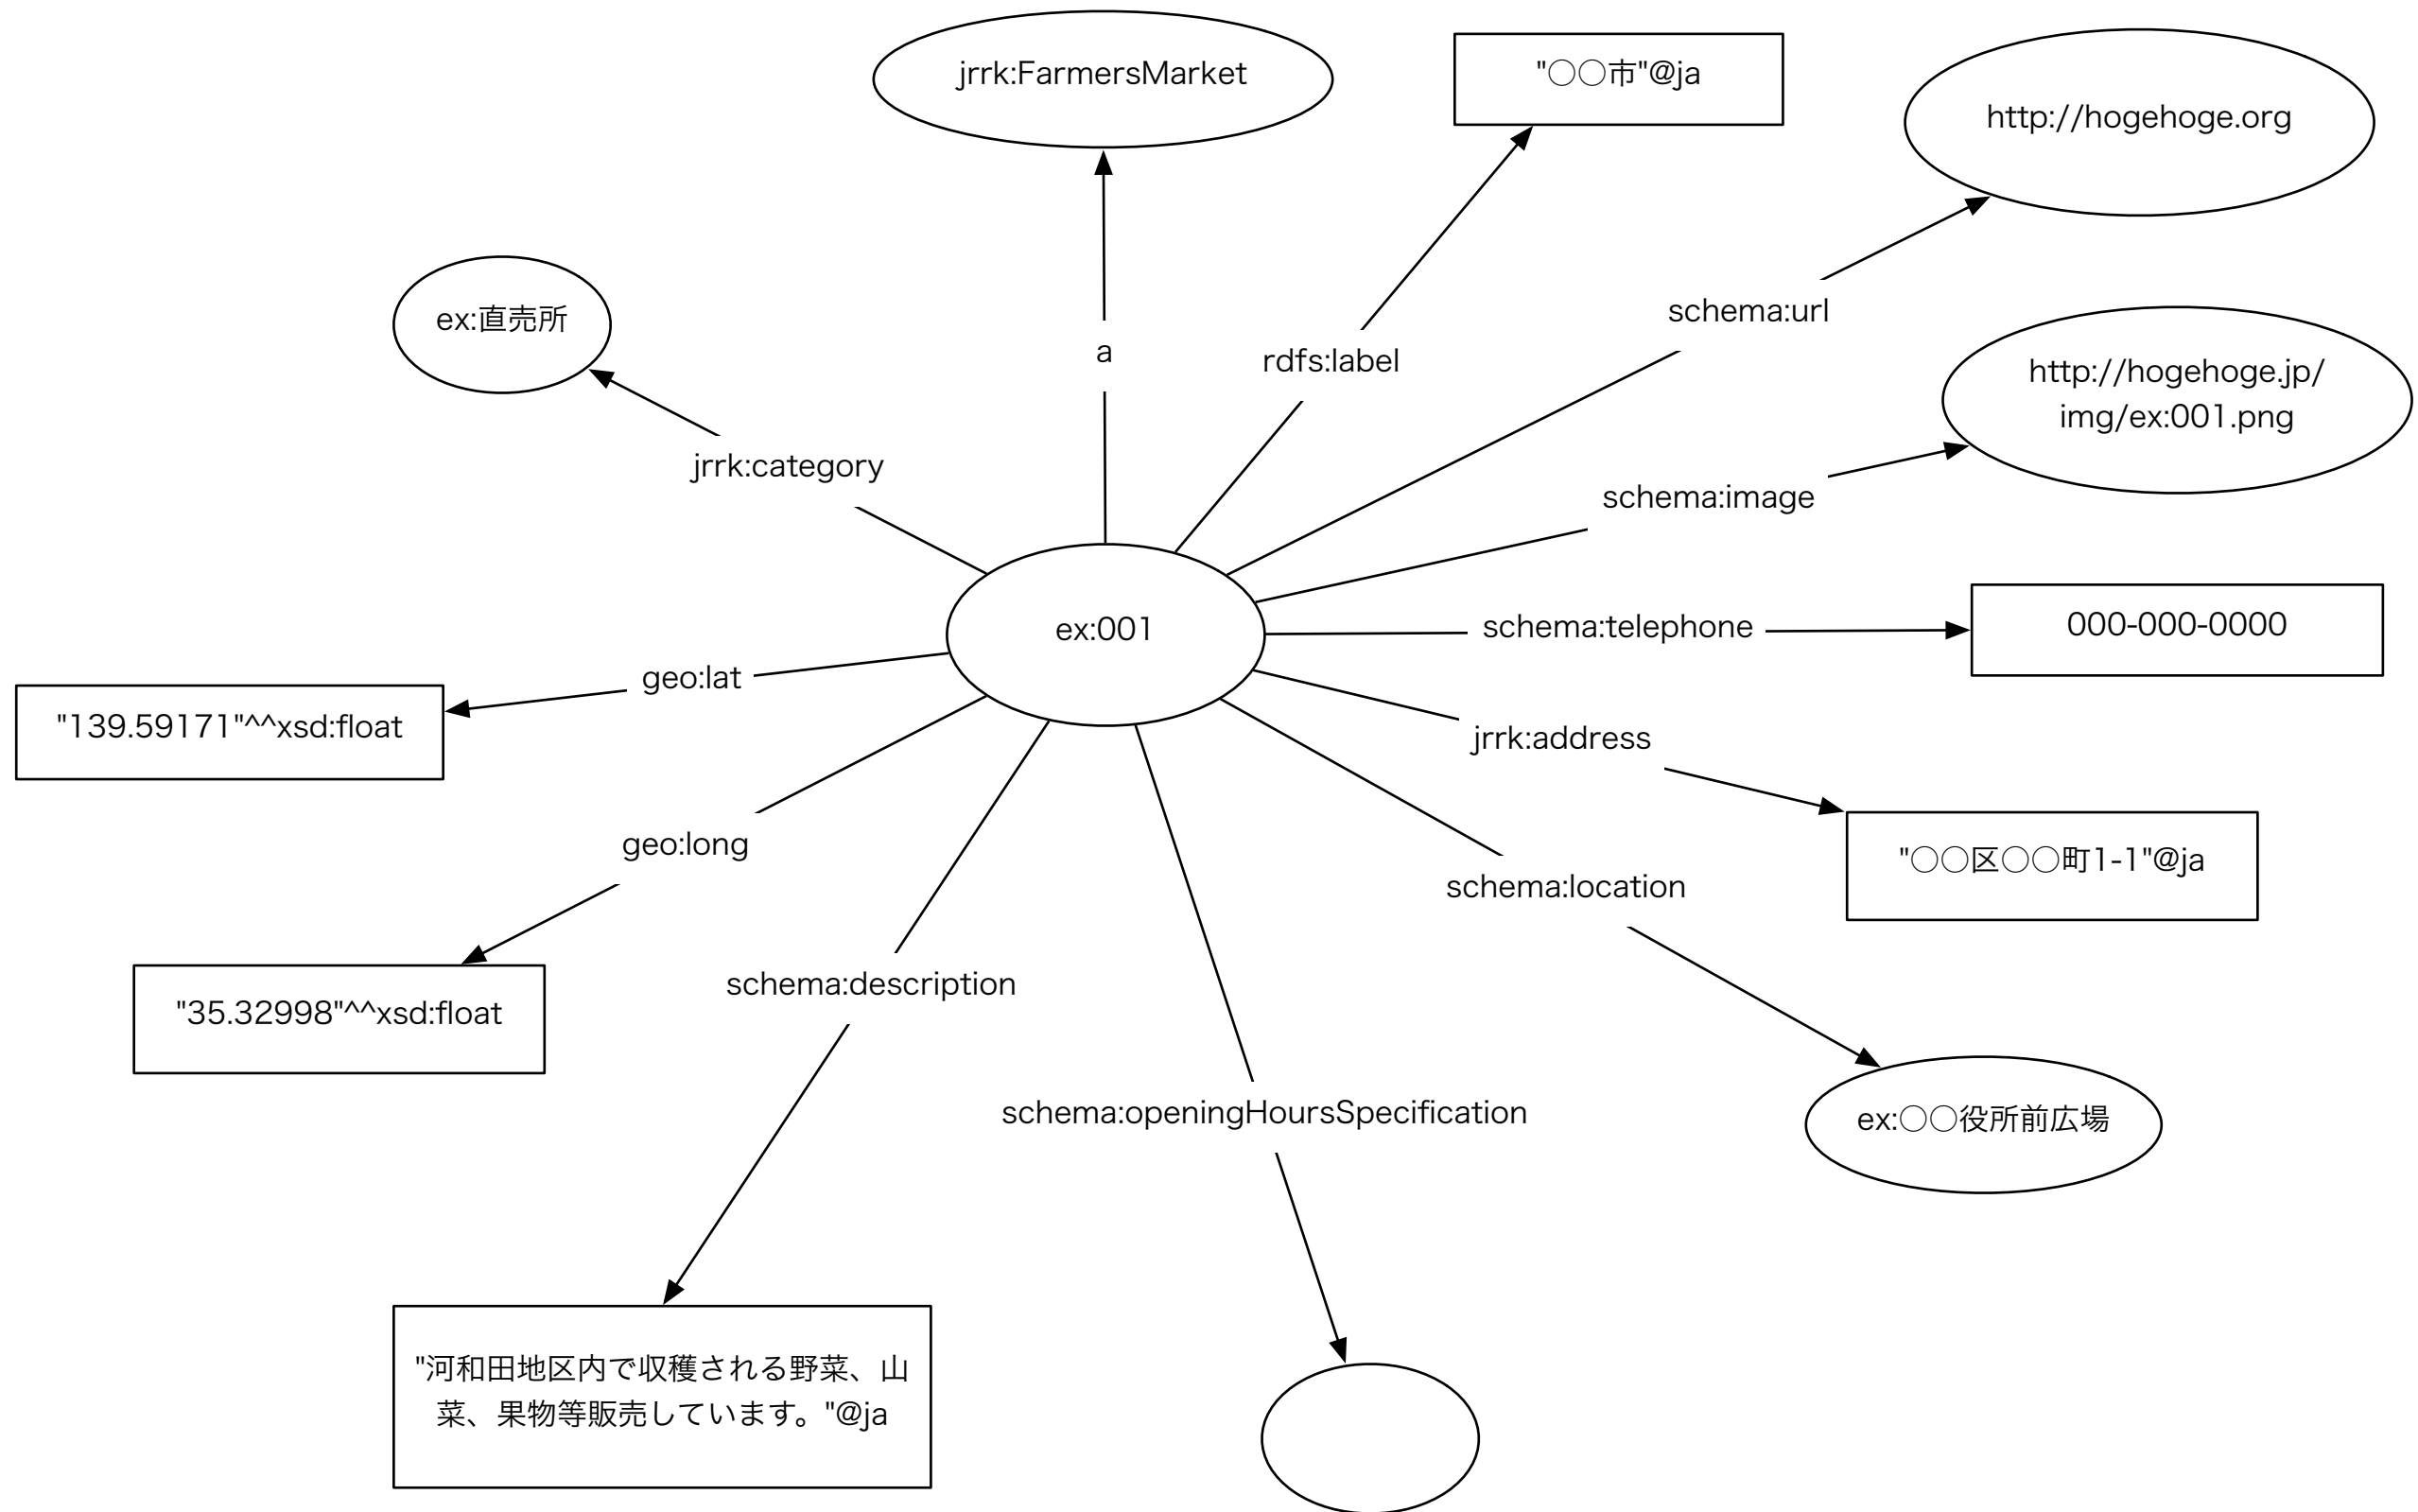 jrrk:FarmersMarket
"○○市"@ja
http://hogehoge.org
ex:直売所
a
rdfs:label
schema:url
http://hogehoge.jp/
img/ex:001.png
jrrk:category
schema:image
ex:001
schema:telephone
000-000-0000
geo:lat
"139.59171"^^xsd:float
jrrk:address
"○○区○○町1-1"@ja
geo:long
schema:location
"35.32998"^^xsd:float
schema:description
schema:openingHoursSpecification
ex:○○役所前広場
"河和田地区内で収穫される野菜、山
菜、果物等販売しています。"@ja